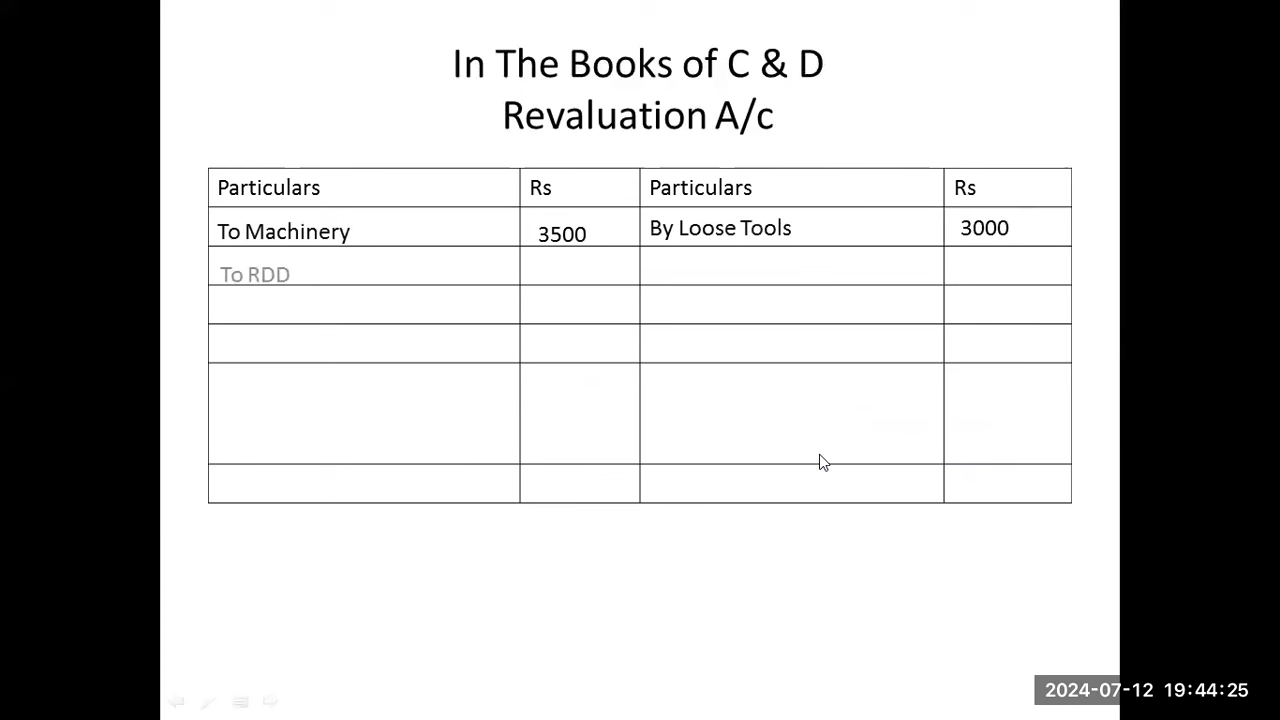 In The Books of C & D
Revaluation A/c
Particulars Rs Particulars Rs
To Machinery 3500 By Loose Tools 3000
To RDD
2024-07-12 19:44:25